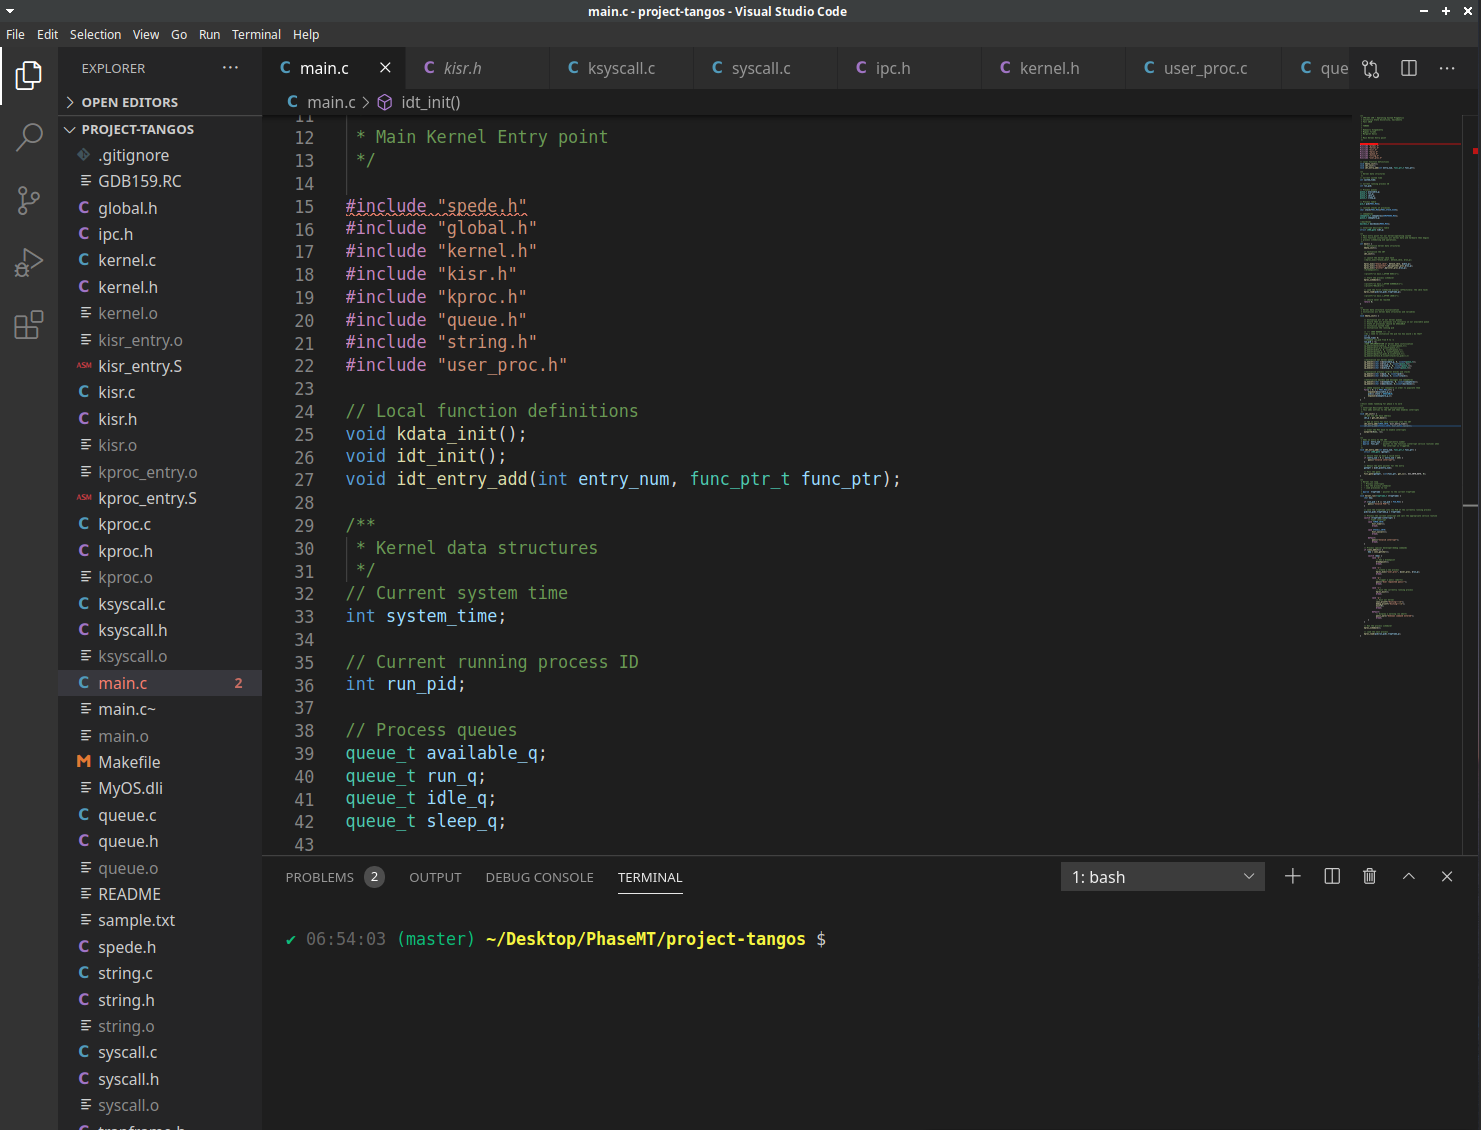 main.c - project-tangos - Visual Studio Code
File Edit Selection View Go Run Terminal Help
EXPLORER
OPEN EDITORS
PROJECT-TANGOS
.gitignore
GDB159.RC
global.h
ipc.h
kernel.c
kernel.h
kernel.o
kisr_entry.o
ASM kisr_entry.S
kisr.c
kisr.h
kisr.o
kproc_entry.o
ASM kproc_entry.S
kproc.c
kproc.h
kproc.o
ksyscall.c
ksyscall.h
ksyscall.o
main.c 2
main.c~
main.o
Makefile
MyOS.dli
queue.c
queue.h
queue.o
README
sample.txt
spede.h
string.c
string.h
string.o
syscall.c
syscall.h
syscall.o
trapframe.h
C main.c C kisr.h C ksyscall.c C syscall.c C ipc.h C kernel.h C user_proc.c C que
C main.c > idt_init()
11
12 * Main Kernel Entry point
13 */
14
15 #include "spede.h"
16 #include "global.h"
17 #include "kernel.h"
18 #include "kisr.h"
19 #include "kproc.h"
20 #include "queue.h"
21 #include "string.h"
22 #include "user_proc.h"
23
24 // Local function definitions
25 void kdata_init();
26 void idt_init();
27 void idt_entry_add(int entry_num, func_ptr_t func_ptr);
28
29 /**
30 * Kernel data structures
31 */
32 // Current system time
33 int system_time;
34
35 // Current running process ID
36 int run_pid;
37
38 // Process queues
39 queue_t available_q;
40 queue_t run_q;
41 queue_t idle_q;
42 queue_t sleep_q;
43
PROBLEMS 2 OUTPUT DEBUG CONSOLE TERMINAL 1: bash
✔ 06:54:03 (master) ~/Desktop/PhaseMT/project-tangos $